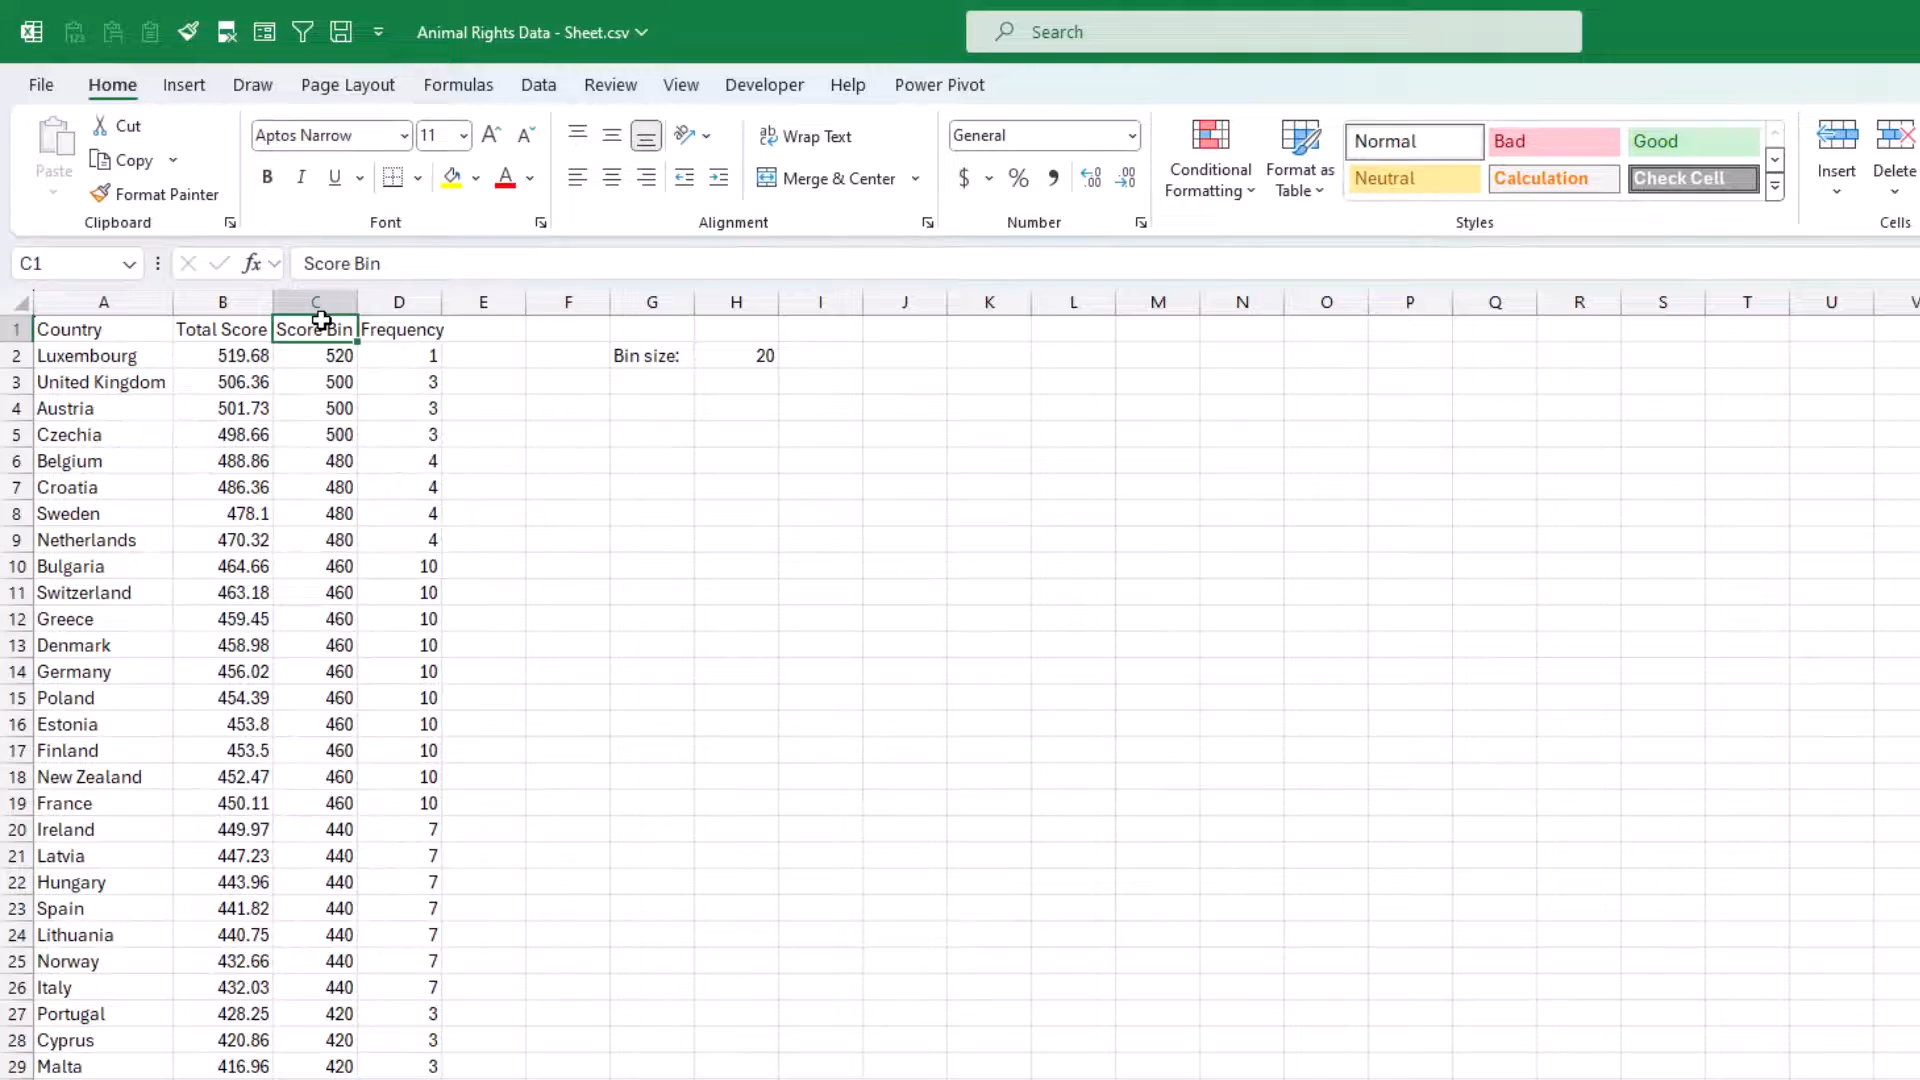 Animal Rights Data - Sheet.csv
Search
File Home Insert Draw Page Layout Formulas Data Review View Developer Help Power Pivot
Paste
Cut
Copy
Format Painter
Clipboard
Aptos Narrow 11
B I U
Font
Wrap Text
Merge & Center
Alignment
General
$ %
Number
Conditional Formatting
Format as Table
Normal Bad Good
Neutral Calculation Check Cell
Styles
Insert Delete
Cells
C1 fx Score Bin
A B C D E F G H I J K L M N O P Q R S T U V
1 Country Total Score Score Bin Frequency
2 Luxembourg 519.68 520 1 Bin size: 20
3 United Kingdom 506.36 500 3
4 Austria 501.73 500 3
5 Czechia 498.66 500 3
6 Belgium 488.86 480 4
7 Croatia 486.36 480 4
8 Sweden 478.1 480 4
9 Netherlands 470.32 480 4
10 Bulgaria 464.66 460 10
11 Switzerland 463.18 460 10
12 Greece 459.45 460 10
13 Denmark 458.98 460 10
14 Germany 456.02 460 10
15 Poland 454.39 460 10
16 Estonia 453.8 460 10
17 Finland 453.5 460 10
18 New Zealand 452.47 460 10
19 France 450.11 460 10
20 Ireland 449.97 440 7
21 Latvia 447.23 440 7
22 Hungary 443.96 440 7
23 Spain 441.82 440 7
24 Lithuania 440.75 440 7
25 Norway 432.66 440 7
26 Italy 432.03 440 7
27 Portugal 428.25 420 3
28 Cyprus 420.86 420 3
29 Malta 416.96 420 3